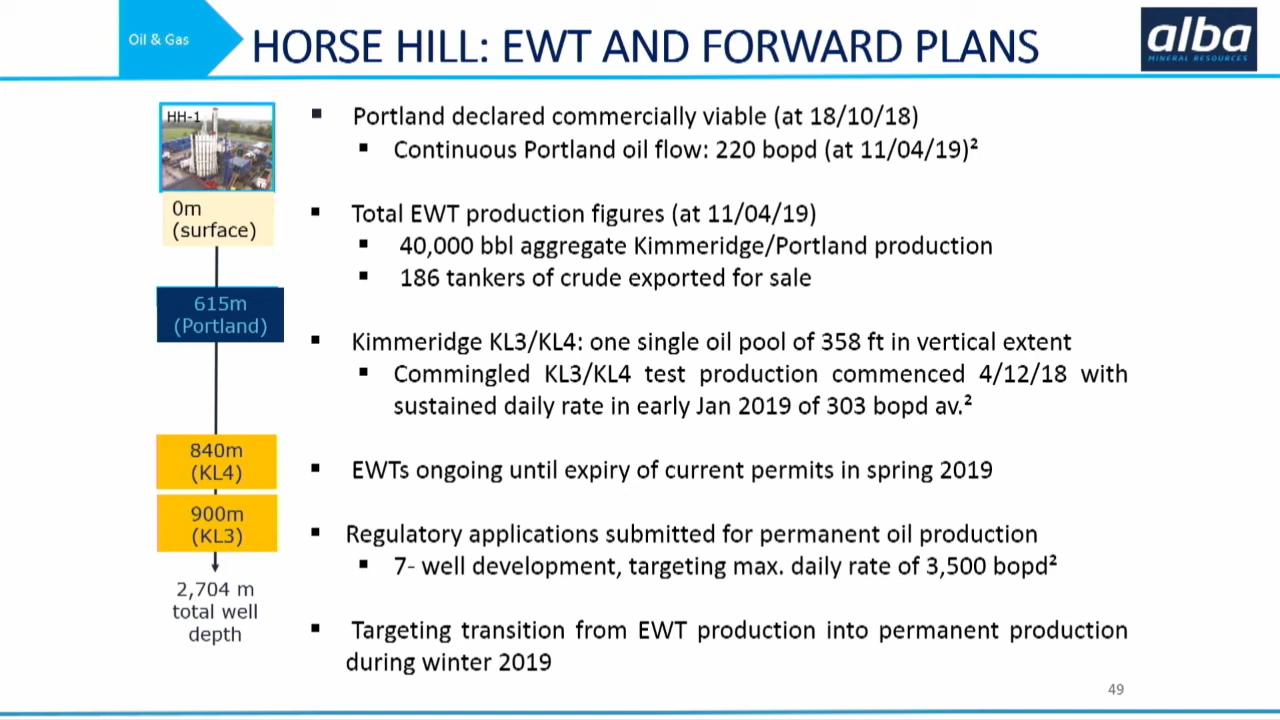 Oil & Gas
HORSE HILL: EWT AND FORWARD PLANS
alba
MINERAL RESOURCES
HH-1
0m
(surface)
615m
(Portland)
840m
(KL4)
900m
(KL3)
2,704 m
total well
depth
▪ Portland declared commercially viable (at 18/10/18)
▪ Continuous Portland oil flow: 220 bopd (at 11/04/19)²
▪ Total EWT production figures (at 11/04/19)
▪ 40,000 bbl aggregate Kimmeridge/Portland production
▪ 186 tankers of crude exported for sale
▪ Kimmeridge KL3/KL4: one single oil pool of 358 ft in vertical extent
▪ Commingled KL3/KL4 test production commenced 4/12/18 with
sustained daily rate in early Jan 2019 of 303 bopd av.²
▪ EWTs ongoing until expiry of current permits in spring 2019
▪ Regulatory applications submitted for permanent oil production
▪ 7- well development, targeting max. daily rate of 3,500 bopd²
▪ Targeting transition from EWT production into permanent production
during winter 2019
49